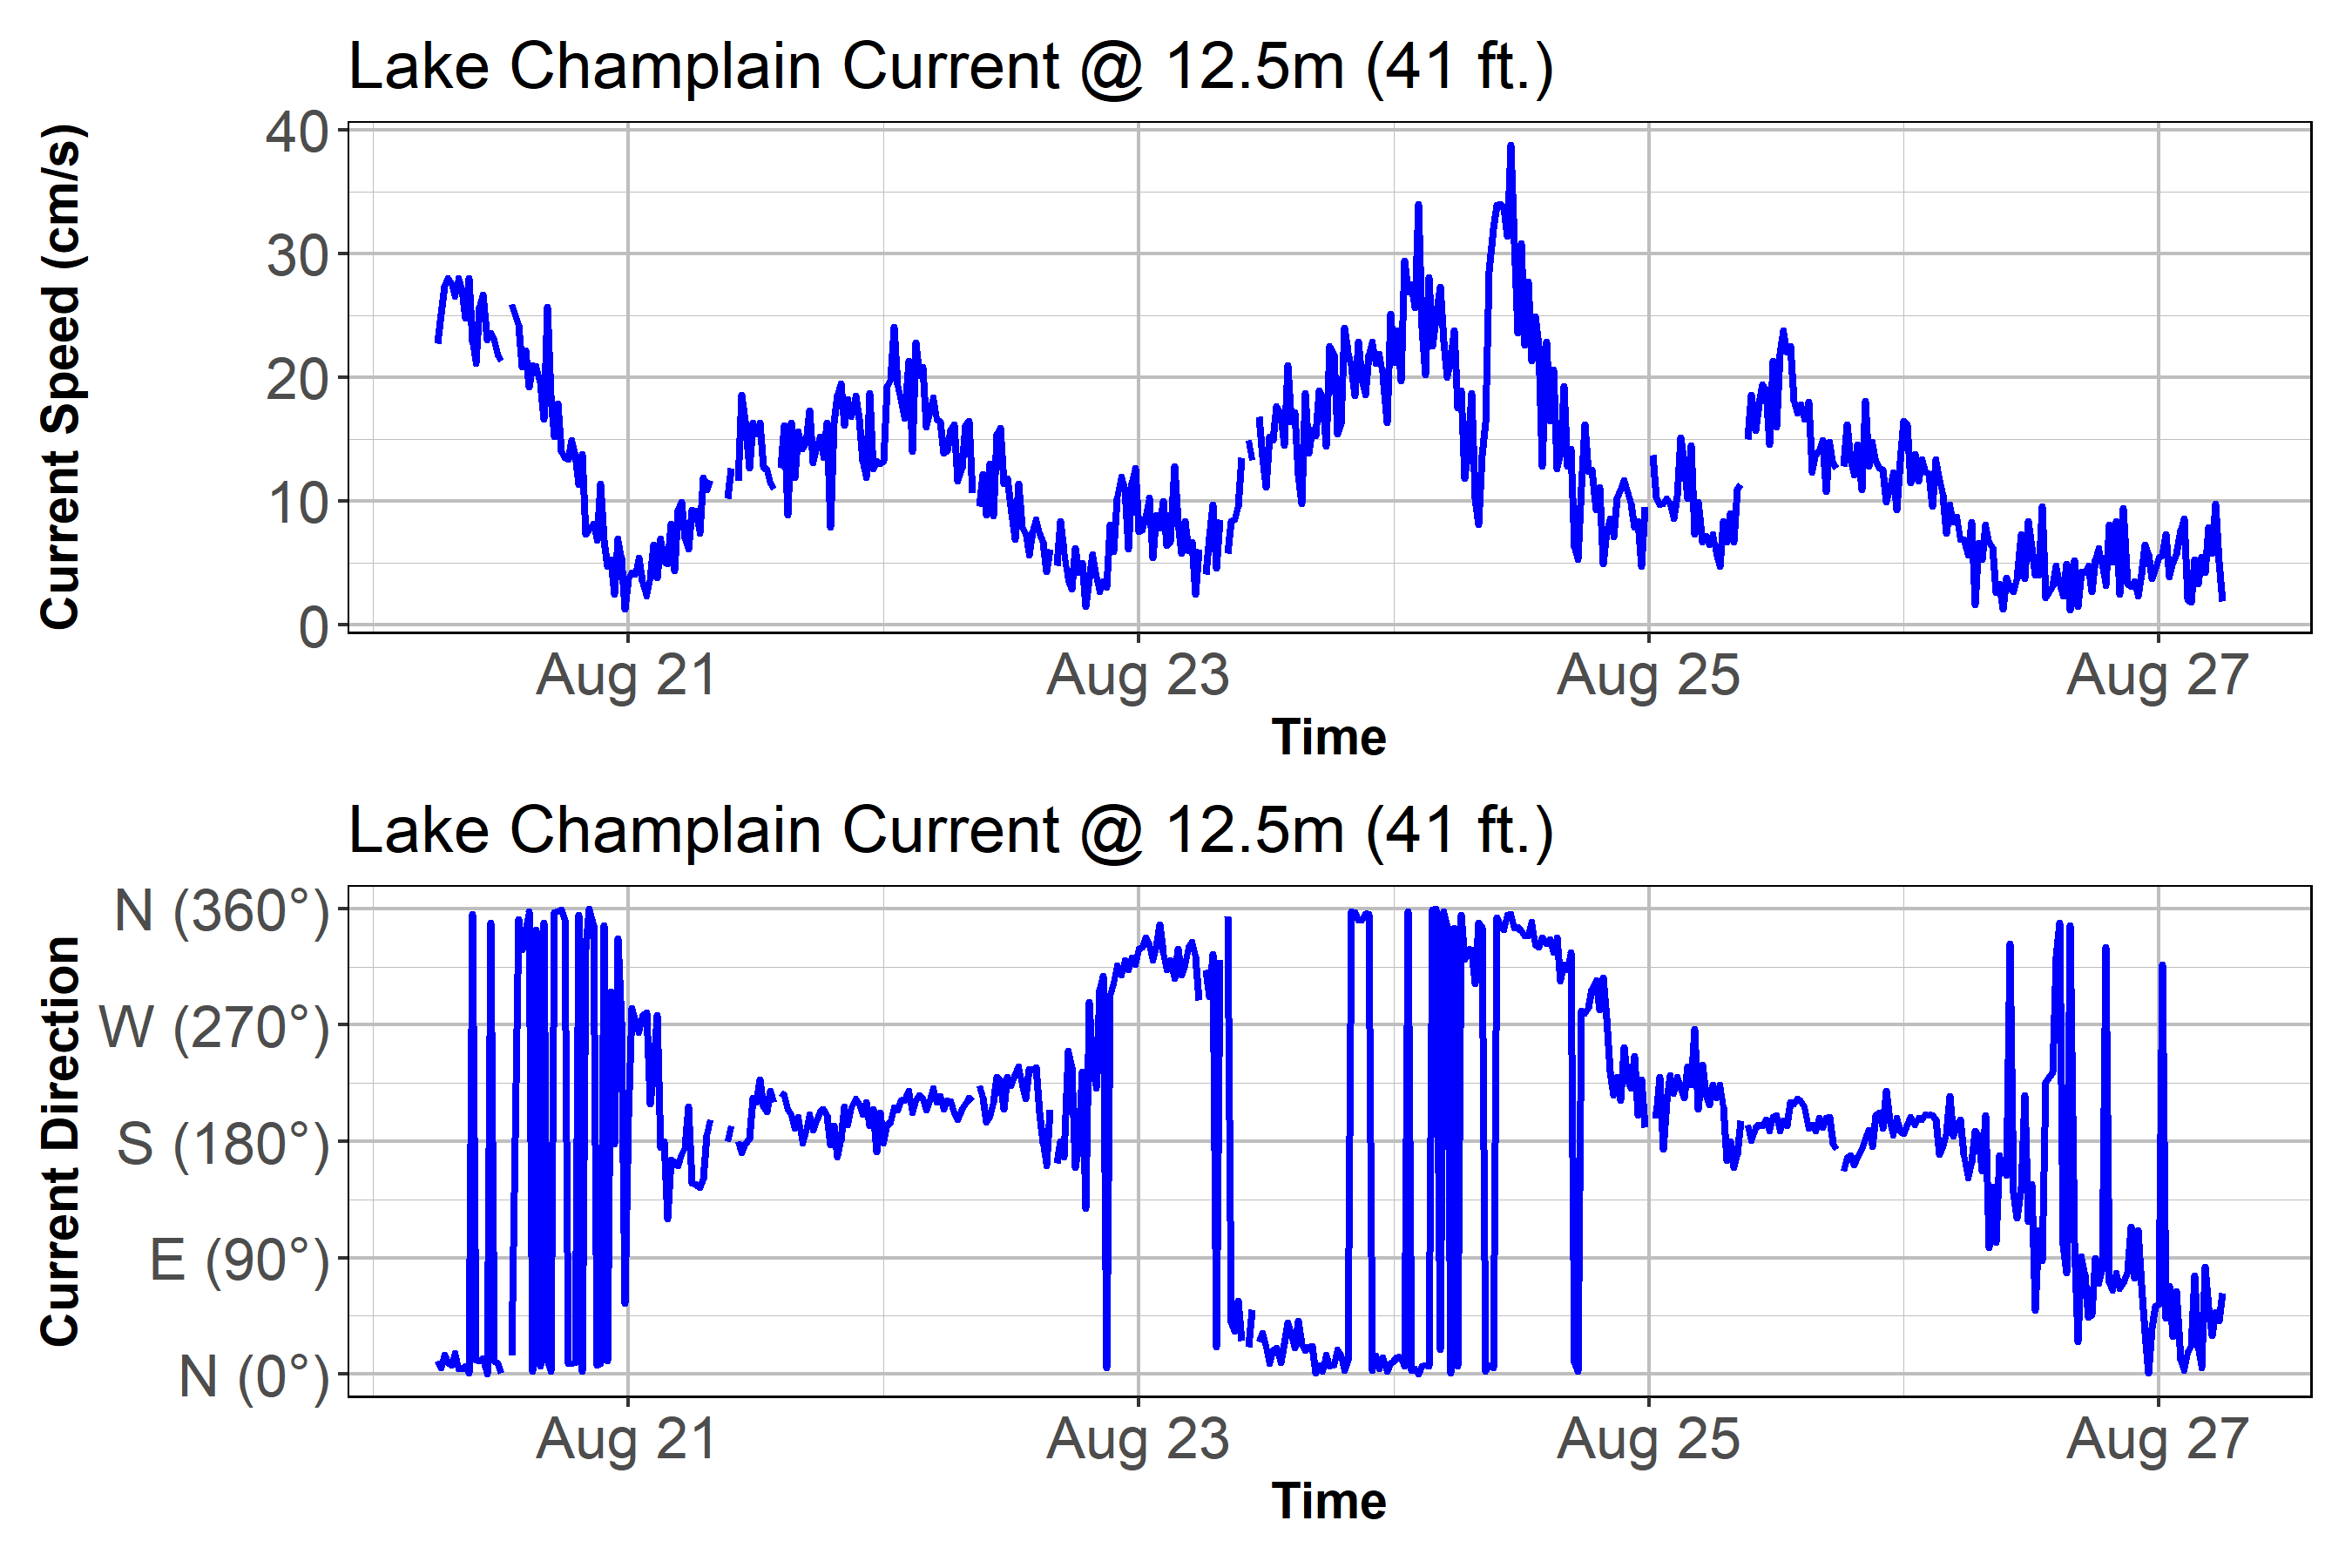 Lake Champlain Current @ 12.5m (41 ft.)
Current Speed (cm/s)
40
30
20
10
0
Aug 21 Aug 23 Aug 25 Aug 27
Time
Lake Champlain Current @ 12.5m (41 ft.)
Current Direction
N (360°)
W (270°)
S (180°)
E (90°)
N (0°)
Aug 21 Aug 23 Aug 25 Aug 27
Time